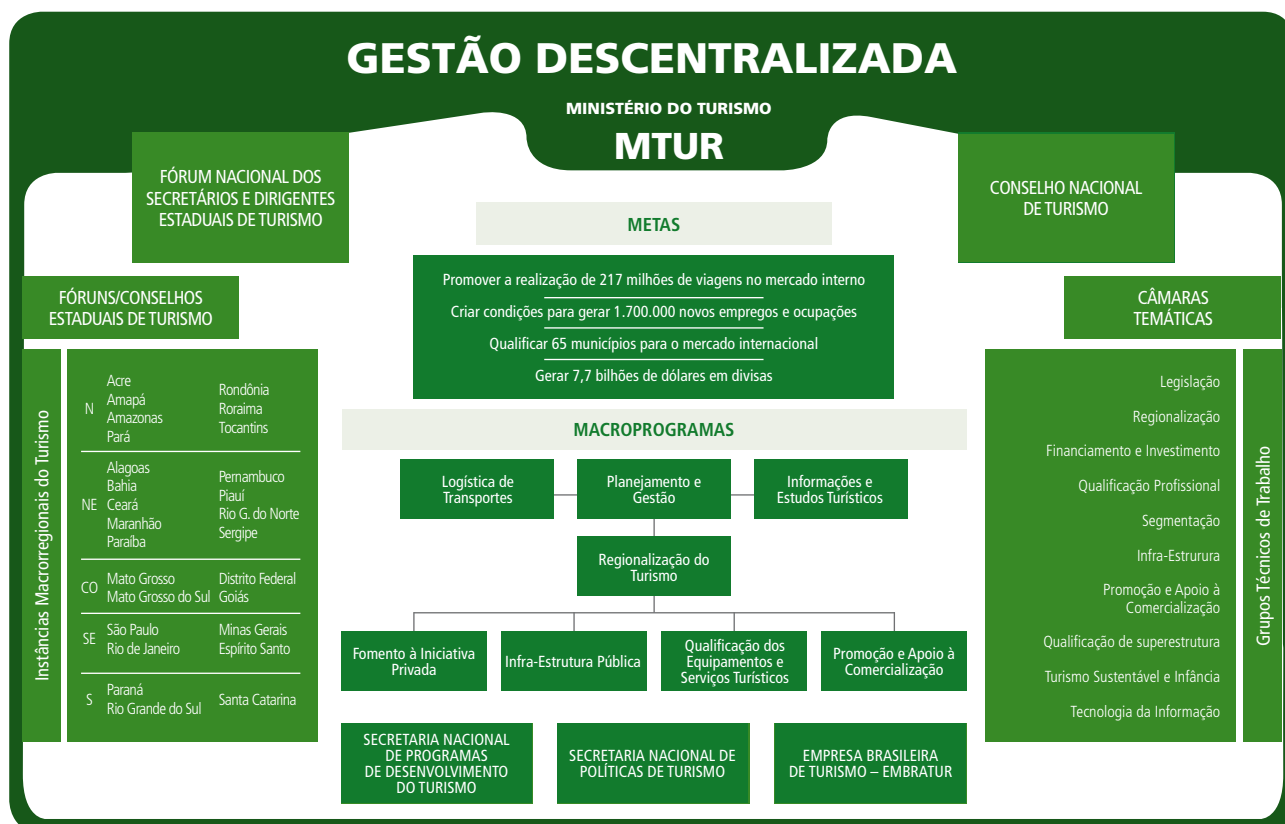 GESTÃO DESCENTRALIZADA
MINISTÉRIO DO TURISMO
MTUR
FÓRUM NACIONAL DOS
SECRETÁRIOS E DIRIGENTES
ESTADUAIS DE TURISMO
CONSELHO NACIONAL
DE TURISMO
METAS
Promover a realização de 217 milhões de viagens no mercado interno
Criar condições para gerar 1.700.000 novos empregos e ocupações
Qualificar 65 municípios para o mercado internacional
Gerar 7,7 bilhões de dólares em divisas
FÓRUNS/CONSELHOS
ESTADUAIS DE TURISMO
Instâncias Macrorregionais do Turismo
N
Acre
Amapá
Amazonas
Pará
Rondônia
Roraima
Tocantins
NE
Alagoas
Bahia
Ceará
Maranhão
Paraíba
Pernambuco
Piauí
Rio G. do Norte
Sergipe
CO
Mato Grosso
Mato Grosso do Sul
Distrito Federal
Goiás
SE
São Paulo
Rio de Janeiro
Minas Gerais
Espírito Santo
S
Paraná
Rio Grande do Sul
Santa Catarina
MACROPROGRAMAS
Logística de
Transportes
Planejamento e
Gestão
Informações e
Estudos Turísticos
Regionalização do
Turismo
Fomento à Iniciativa
Privada
Infra-Estrutura Pública
Qualificação dos
Equipamentos e
Serviços Turísticos
Promoção e Apoio à
Comercialização
SECRETARIA NACIONAL
DE PROGRAMAS
DE DESENVOLVIMENTO
DO TURISMO
SECRETARIA NACIONAL DE
POLÍTICAS DE TURISMO
EMPRESA BRASILEIRA
DE TURISMO – EMBRATUR
CÂMARAS
TEMÁTICAS
Legislação
Regionalização
Financiamento e Investimento
Qualificação Profissional
Segmentação
Infra-Estrurura
Promoção e Apoio à
Comercialização
Qualificação de superestrutura
Turismo Sustentável e Infância
Tecnologia da Informação
Grupos Técnicos de Trabalho